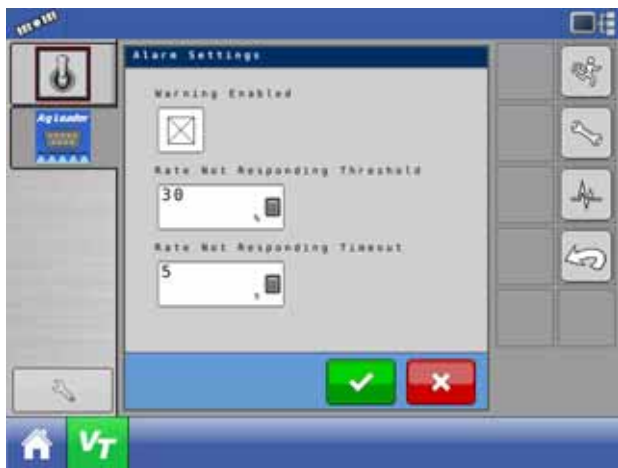 Alarm Settings
Ag Leader
Warning Enabled
Rate Not Responding Threshold
30
%
Rate Not Responding Timeout
5
s
VT